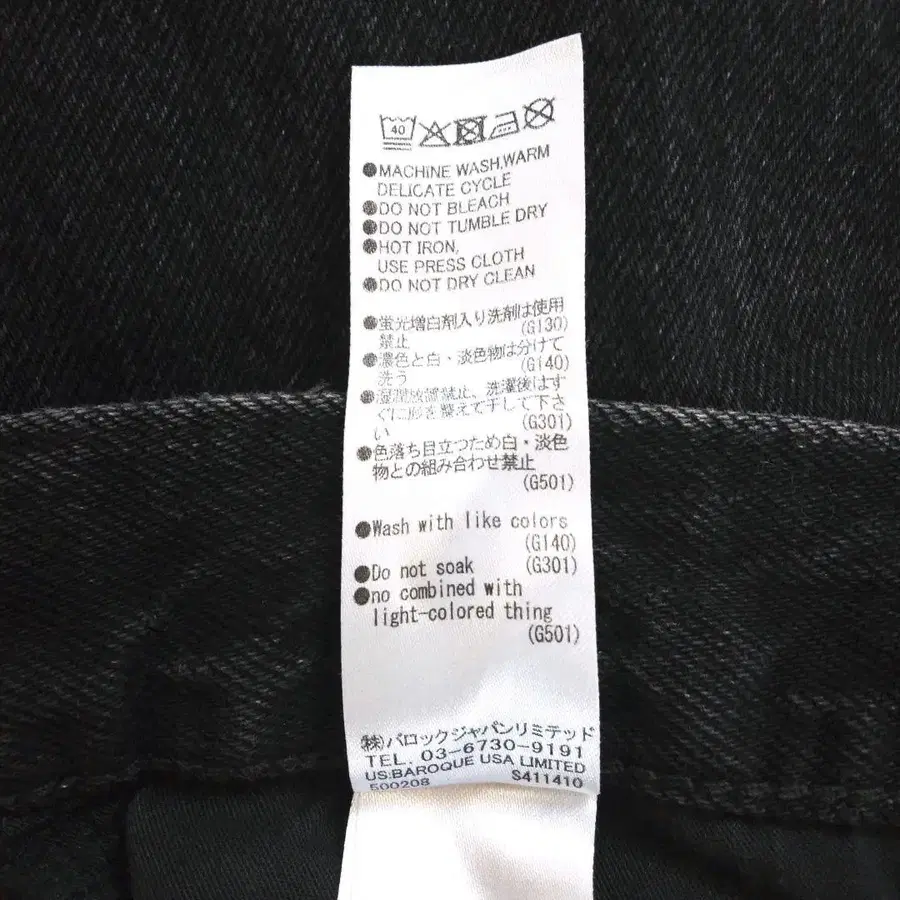 40
●MACHINE WASH,WARM
DELICATE CYCLE
●DO NOT BLEACH
●DO NOT TUMBLE DRY
●HOT IRON,
USE PRESS CLOTH
●DO NOT DRY CLEAN
●蛍光増白剤入り洗剤は使用
禁止 (G130)
●濃色と白・淡色物は分けて
洗う (G140)
●湿潤放置禁止、洗濯後はす
ぐに形を整えて干して下さ
い (G301)
●色落ち目立つため白・淡色
物との組み合わせ禁止
(G501)
●Wash with like colors
(G140)
●Do not soak (G301)
●no combined with
light-colored thing
(G501)
㈱バロックジャパンリミテッド
TEL. 03-6730-9191
US:BAROQUE USA LIMITED
500208 S411410